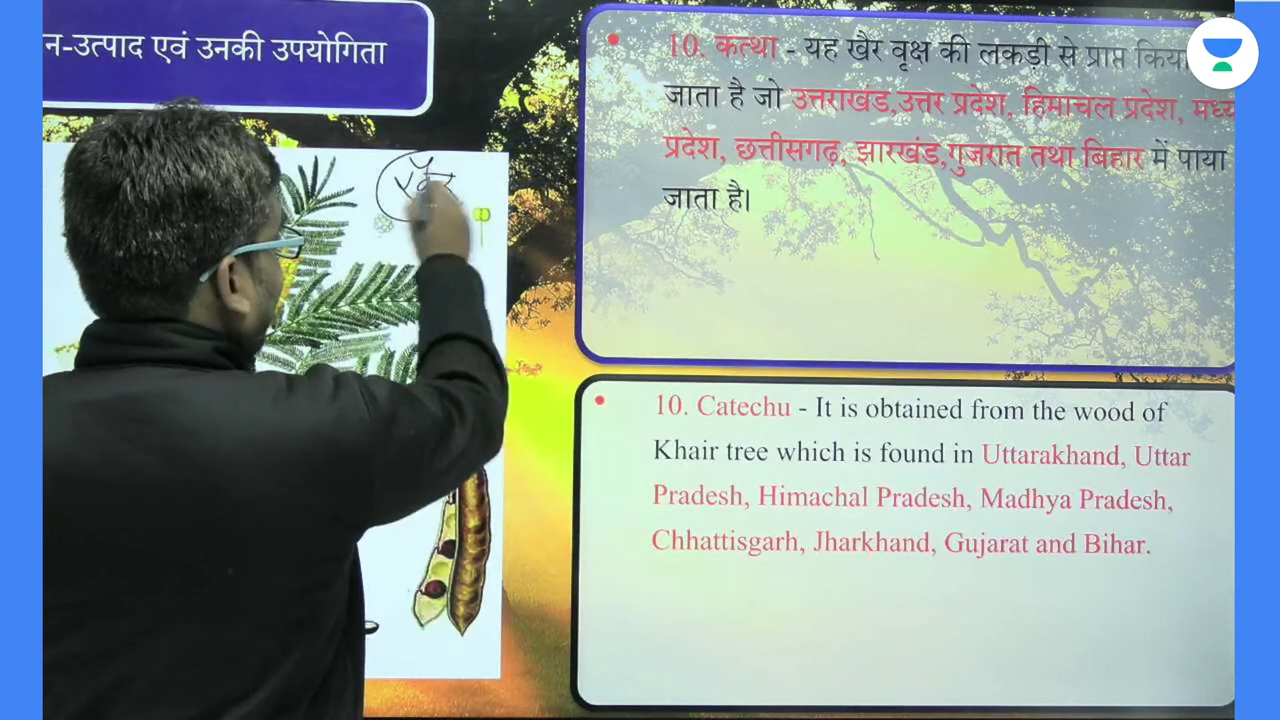 न-उत्पाद एवं उनकी उपयोगिता
10. कत्था - यह खैर वृक्ष की लकड़ी से प्राप्त
जाता है जो उत्तराखंड,उत्तर प्रदेश, हिमाचल प्रदेश, मध्य
प्रदेश, छत्तीसगढ़, झारखंड,गुजरात तथा बिहार में पाया
जाता है।
10. Catechu - It is obtained from the wood of
Khair tree which is found in Uttarakhand, Uttar
Pradesh, Himachal Pradesh, Madhya Pradesh,
Chhattisgarh, Jharkhand, Gujarat and Bihar.